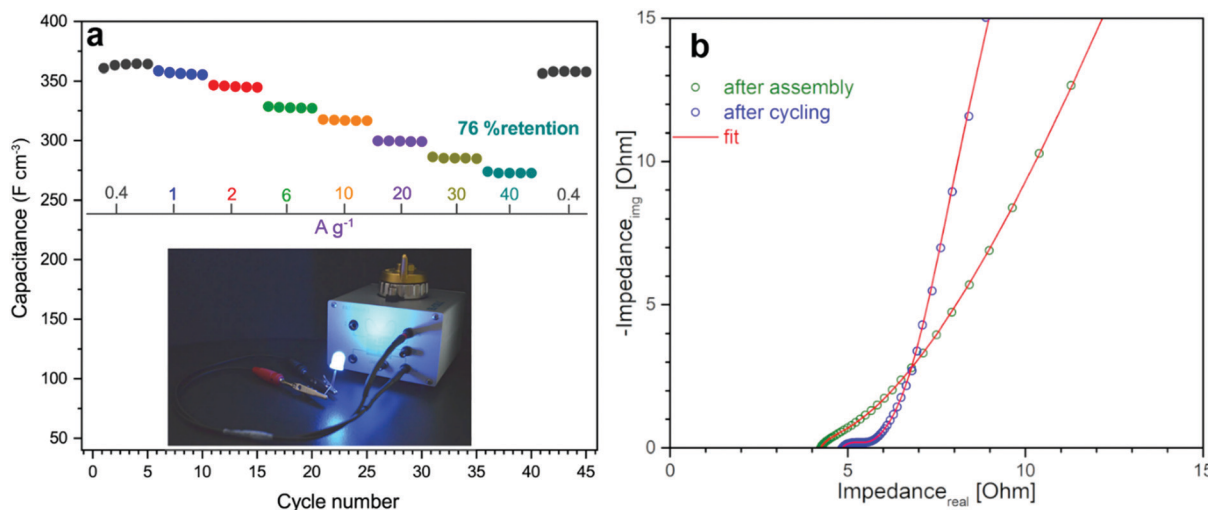 a
400
350
300
250
200
150
100
50
Capacitance (F cm⁻³)
76 %retention
0.4 1 2 6 10 20 30 40 0.4
A g⁻¹
0 5 10 15 20 25 30 35 40 45
Cycle number
b
15
10
5
0
-Impedance_img [Ohm]
after assembly
after cycling
fit
0 5 10 15
Impedance_real [Ohm]